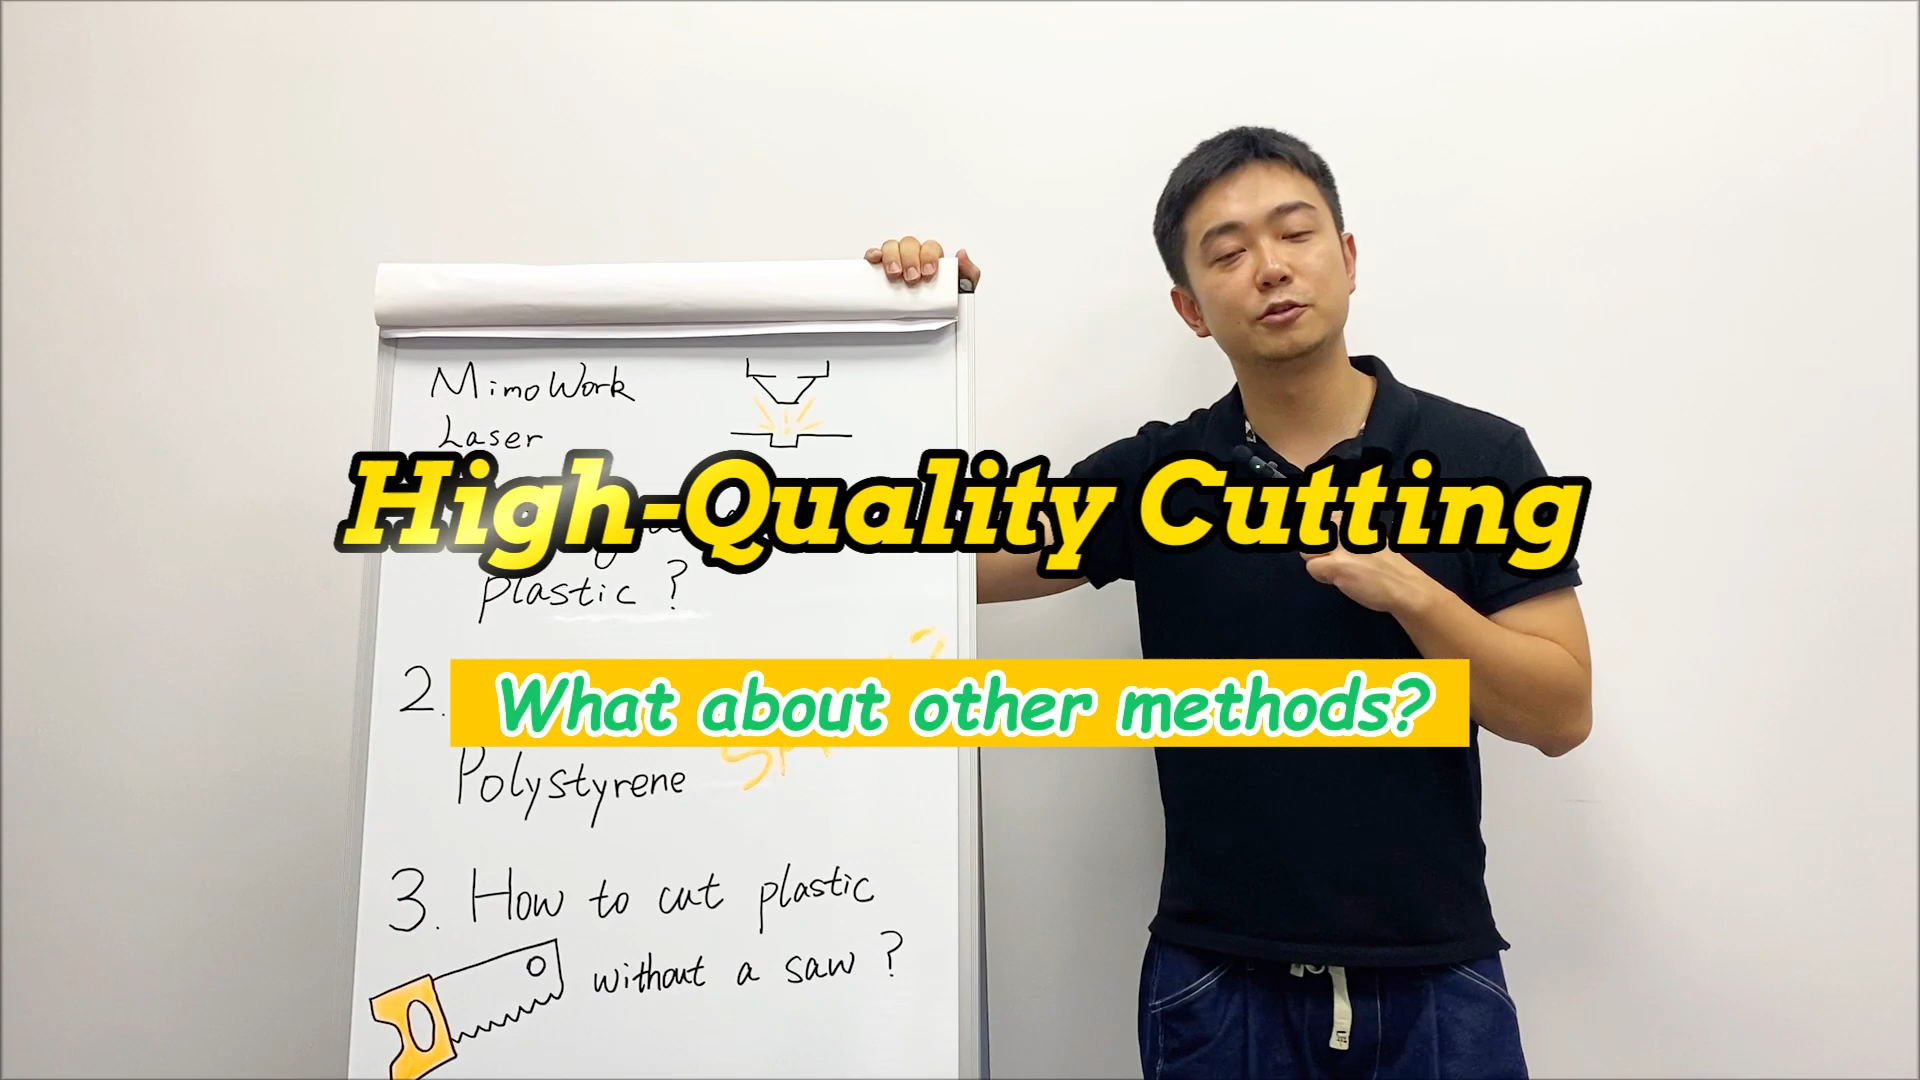 MimoWork
Laser
High-Quality Cutting
plastic ?
2.
What about other methods?
Polystyrene
3. How to cut plastic
without a saw ?